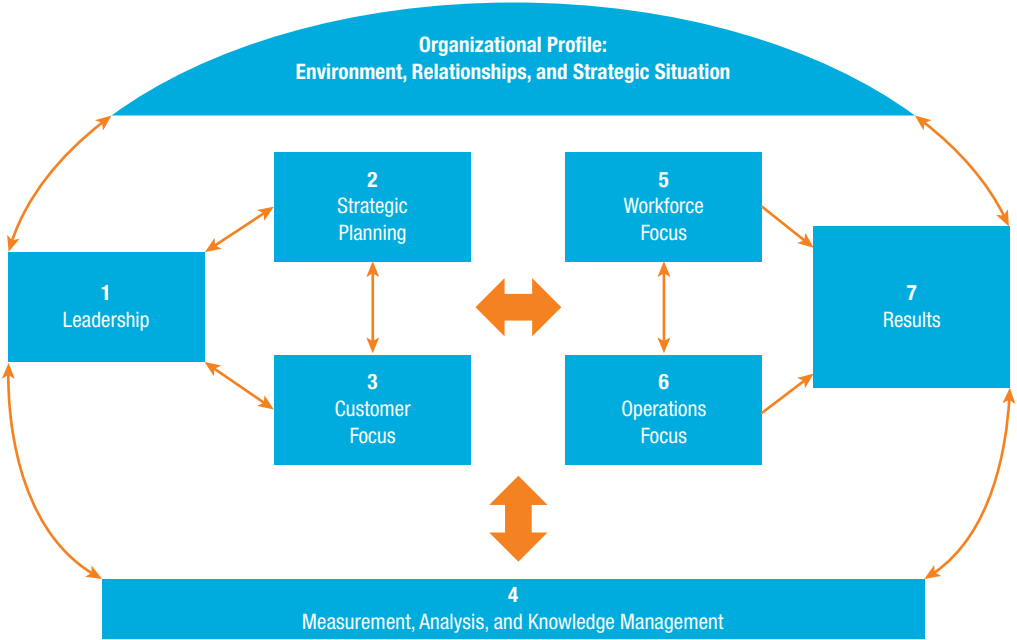 Organizational Profile:
Environment, Relationships, and Strategic Situation
1
Leadership
2
Strategic
Planning
3
Customer
Focus
5
Workforce
Focus
6
Operations
Focus
7
Results
4
Measurement, Analysis, and Knowledge Management